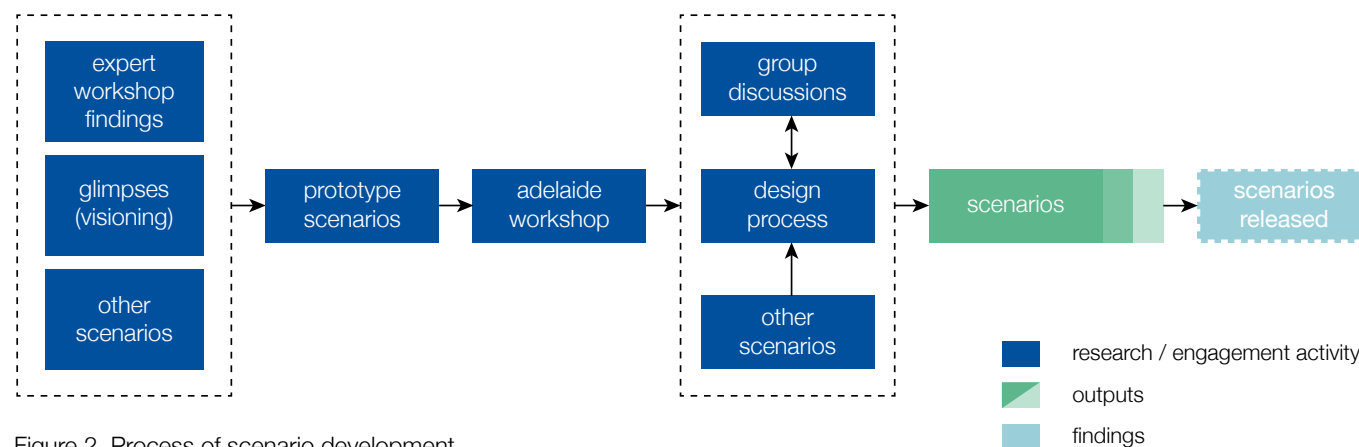 expert
workshop
findings
glimpses
(visioning)
other
scenarios
prototype
scenarios
adelaide
workshop
group
discussions
design
process
other
scenarios
scenarios
scenarios
released
research / engagement activity
outputs
findings
Figure 2. Process of scenario development